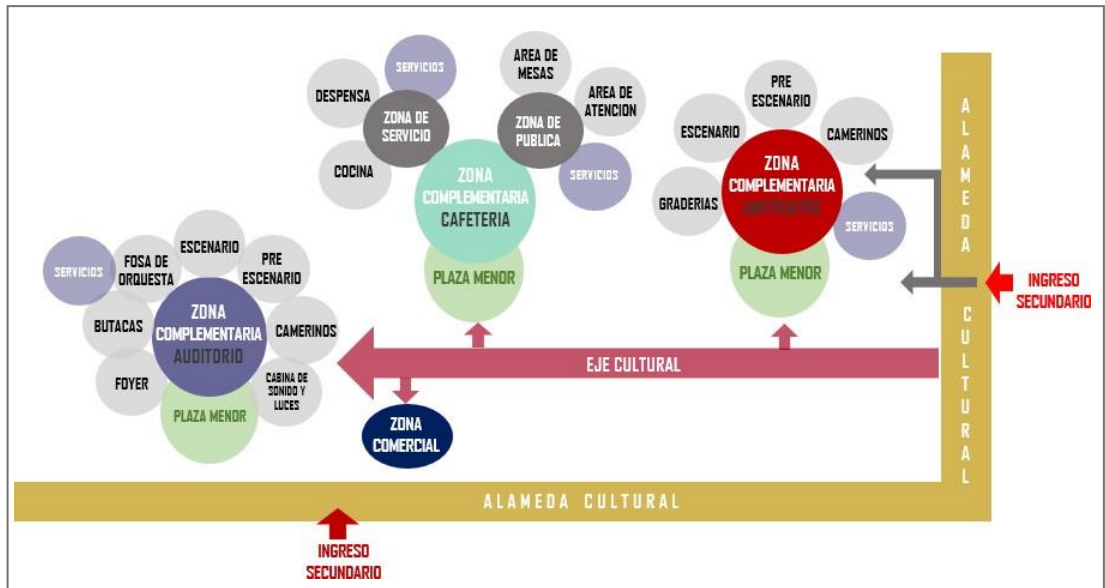 SERVICIOS
DESPENSA
ZONA DE
SERVICIO
COCINA
AREA DE
MESAS
AREA DE
ATENCION
ZONA DE
PUBLICA
SERVICIOS
ZONA
COMPLEMENTARIA
CAFETERIA
PLAZA MENOR
PRE
ESCENARIO
ESCENARIO
CAMERINOS
GRADERIAS
ZONA
COMPLEMENTARIA
ANFITEATRO
SERVICIOS
PLAZA MENOR
SERVICIOS
FOSA DE
ORQUESTA
ESCENARIO
PRE
ESCENARIO
BUTACAS
ZONA
COMPLEMENTARIA
AUDITORIO
CAMERINOS
FOYER
CABINA DE
SONIDO Y
LUCES
PLAZA MENOR
EJE CULTURAL
ZONA
COMERCIAL
ALAMEDA CULTURAL
INGRESO
SECUNDARIO
ALAMEDA CULTURAL
INGRESO
SECUNDARIO